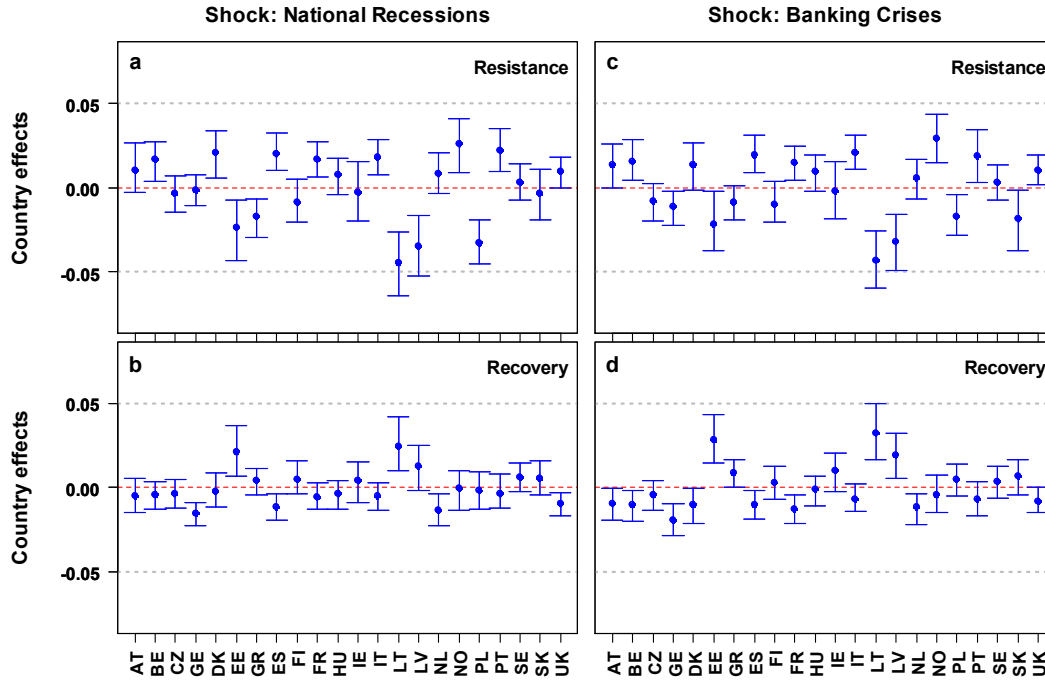 Shock: National Recessions
Shock: Banking Crises
a
Resistance
c
Resistance
Country effects
0.05
0.00
-0.05
b
Recovery
d
Recovery
Country effects
0.05
0.00
-0.05
AT BE CZ GE DK EE GR ES FI FR HU IE IT LT LV NL NO PL PT SE SK UK
AT BE CZ GE DK EE GR ES FI FR HU IE IT LT LV NL NO PL PT SE SK UK